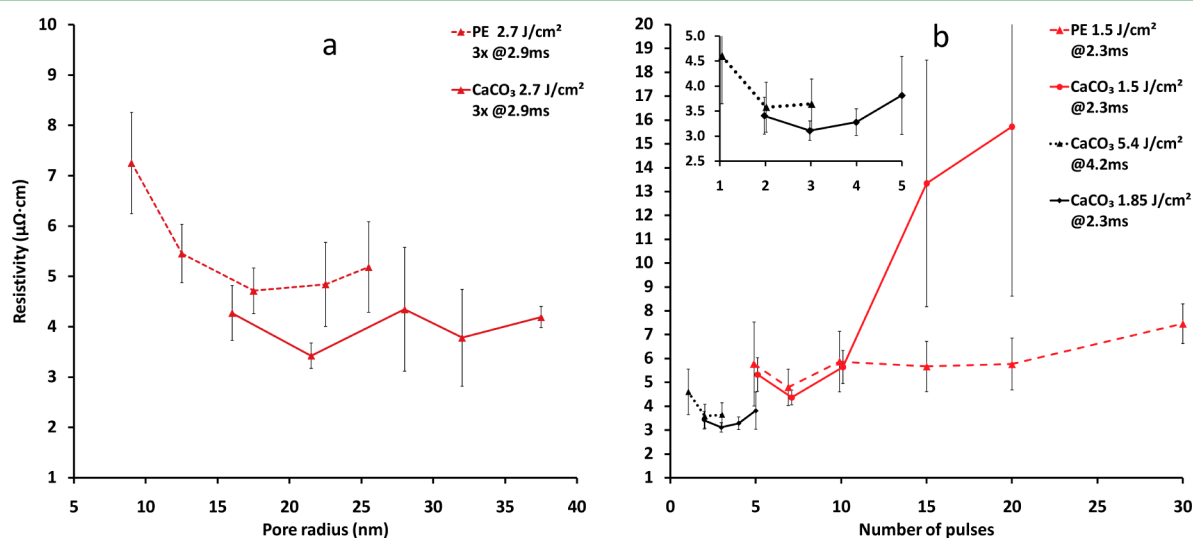 a
PE 2.7 J/cm²
3x @2.9ms
CaCO₃ 2.7 J/cm²
3x @2.9ms
Resistivity (μΩ·cm)
10
9
8
7
6
5
4
3
2
1
5 10 15 20 25 30 35 40
Pore radius (nm)
b
PE 1.5 J/cm²
@2.3ms
CaCO₃ 1.5 J/cm²
@2.3ms
CaCO₃ 5.4 J/cm²
@4.2ms
CaCO₃ 1.85 J/cm²
@2.3ms
5.0
4.5
4.0
3.5
3.0
2.5
1 2 3 4 5
20
19
18
17
16
15
14
13
12
11
10
9
8
7
6
5
4
3
2
1
0 5 10 15 20 25 30
Number of pulses